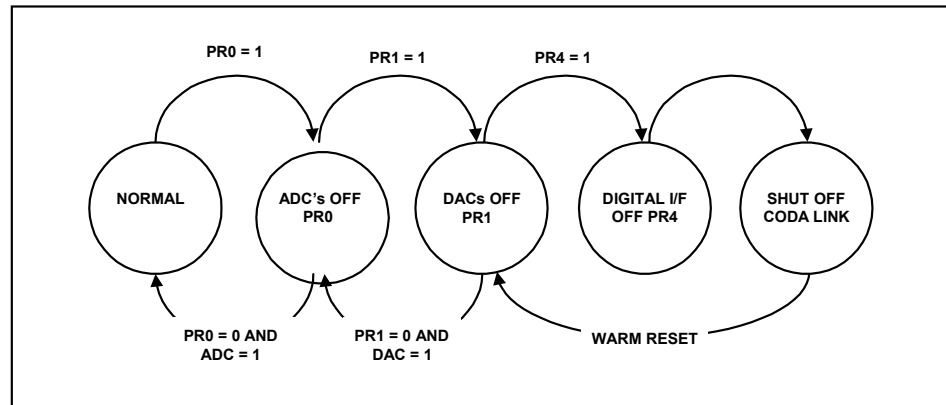 PR0 = 1
PR1 = 1
PR4 = 1
NORMAL
ADC's OFF
PR0
DACs OFF
PR1
DIGITAL I/F
OFF PR4
SHUT OFF
CODA LINK
PR0 = 0 AND
ADC = 1
PR1 = 0 AND
DAC = 1
WARM RESET